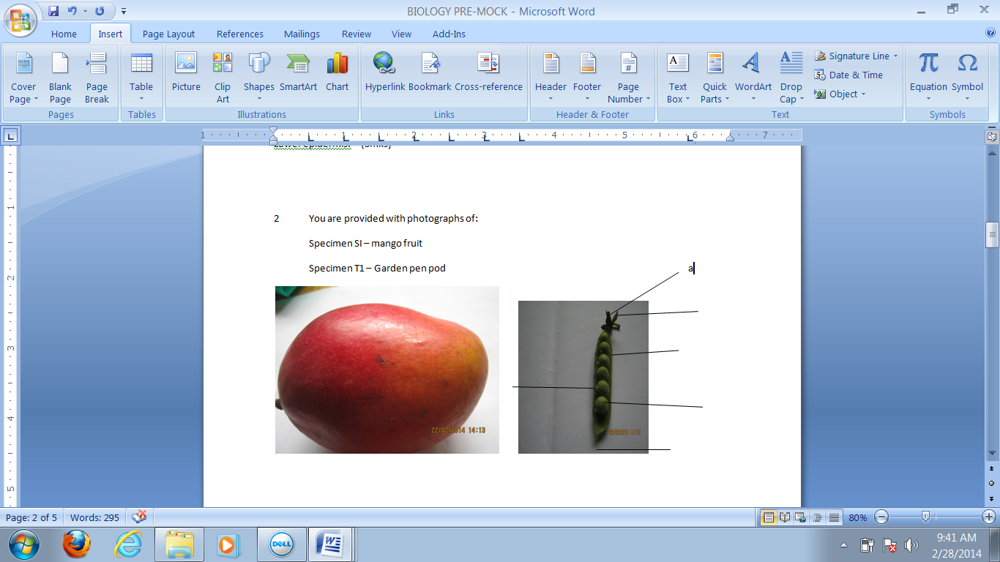 BIOLOGY PRE-MOCK - Microsoft Word
Home Insert Page Layout References Mailings Review View Add-Ins
Cover Page
Blank Page
Page Break
Pages
Table
Tables
Picture
Clip Art
Shapes
SmartArt
Chart
Illustrations
Hyperlink
Bookmark
Cross-reference
Links
Header
Footer
Page Number
Header & Footer
Text Box
Quick Parts
WordArt
Drop Cap
Signature Line
Date & Time
Object
Text
Equation
Symbol
Symbols
1 1 2 3 4 5 6 7
1
2
3
4
5
2 You are provided with photographs of:
Specimen SI – mango fruit
Specimen T1 – Garden pen pod
a
22/02/2014 14:13
Page: 2 of 5 Words: 295 80%
DELL
9:41 AM
2/28/2014